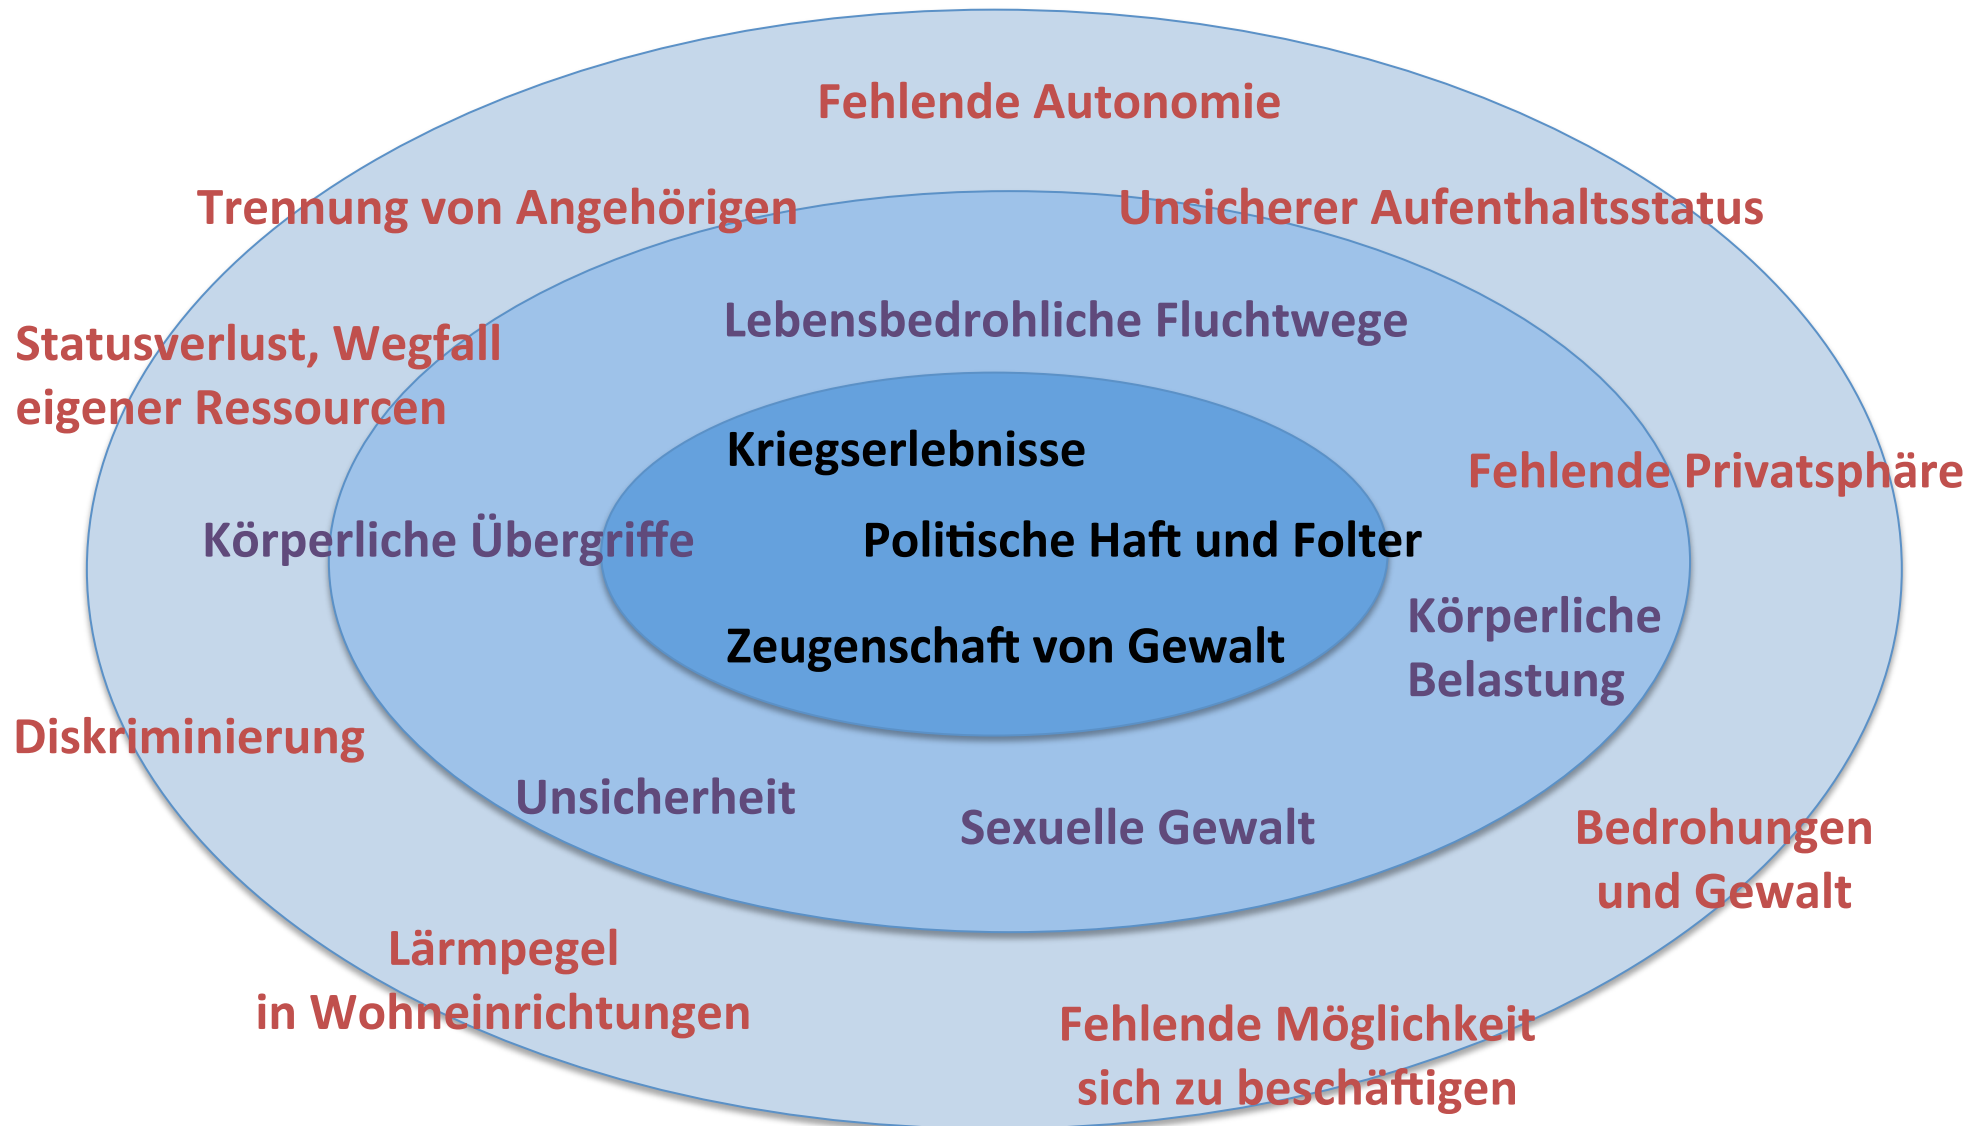 Fehlende Autonomie
Trennung von Angehörigen
Unsicherer Aufenthaltsstatus
Lebensbedrohliche Fluchtwege
Statusverlust, Wegfall
eigener Ressourcen
Kriegserlebnisse
Fehlende Privatsphäre
Körperliche Übergriffe
Politische Haft und Folter
Körperliche
Belastung
Zeugenschaft von Gewalt
Diskriminierung
Unsicherheit
Sexuelle Gewalt
Bedrohungen
und Gewalt
Lärmpegel
in Wohneinrichtungen
Fehlende Möglichkeit
sich zu beschäftigen